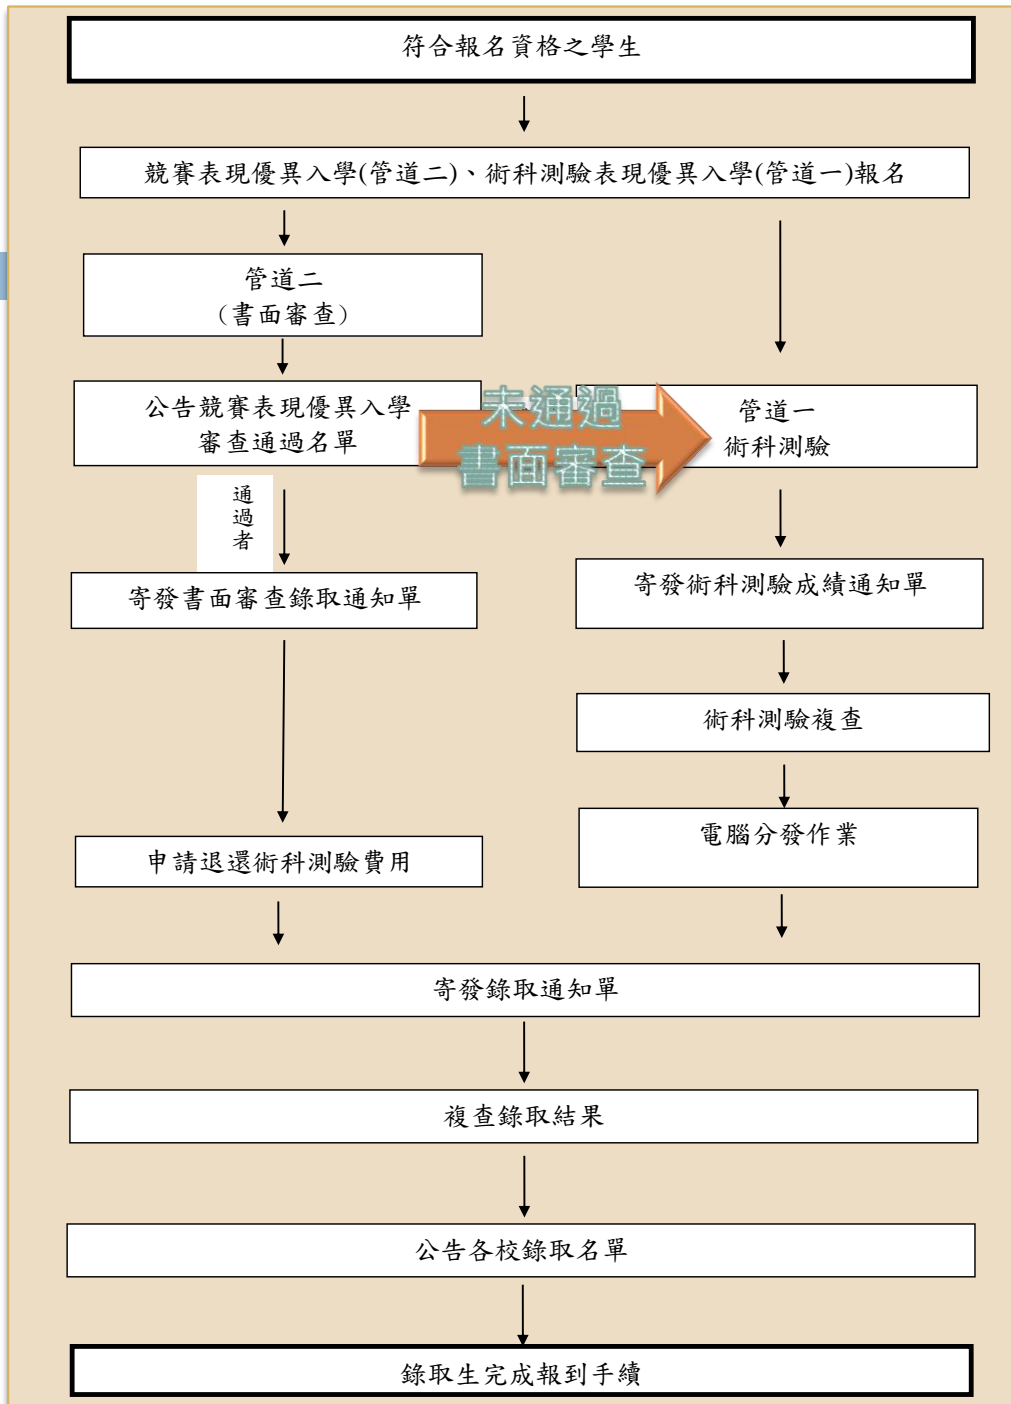 符合報名資格之學生
競賽表現優異入學(管道二)、術科測驗表現優異入學(管道一)報名
管道二
（書面審查）
公告競賽表現優異入學
審查通過名單
未通過
書面審查
管道一
術科測驗
通過者
寄發書面審查錄取通知單
寄發術科測驗成績通知單
術科測驗複查
電腦分發作業
申請退還術科測驗費用
寄發錄取通知單
複查錄取結果
公告各校錄取名單
錄取生完成報到手續